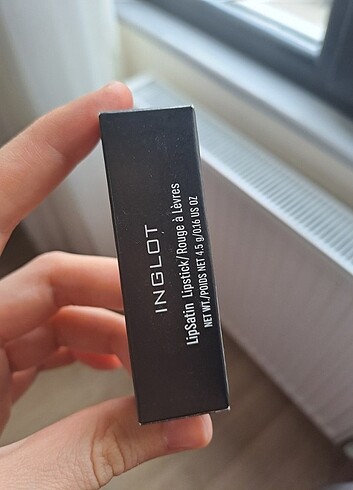 INGLOT
LipSatin Lipstick/Rouge à Lèvres
NET WT./POIDS NET 4.5 g/0.16 US OZ